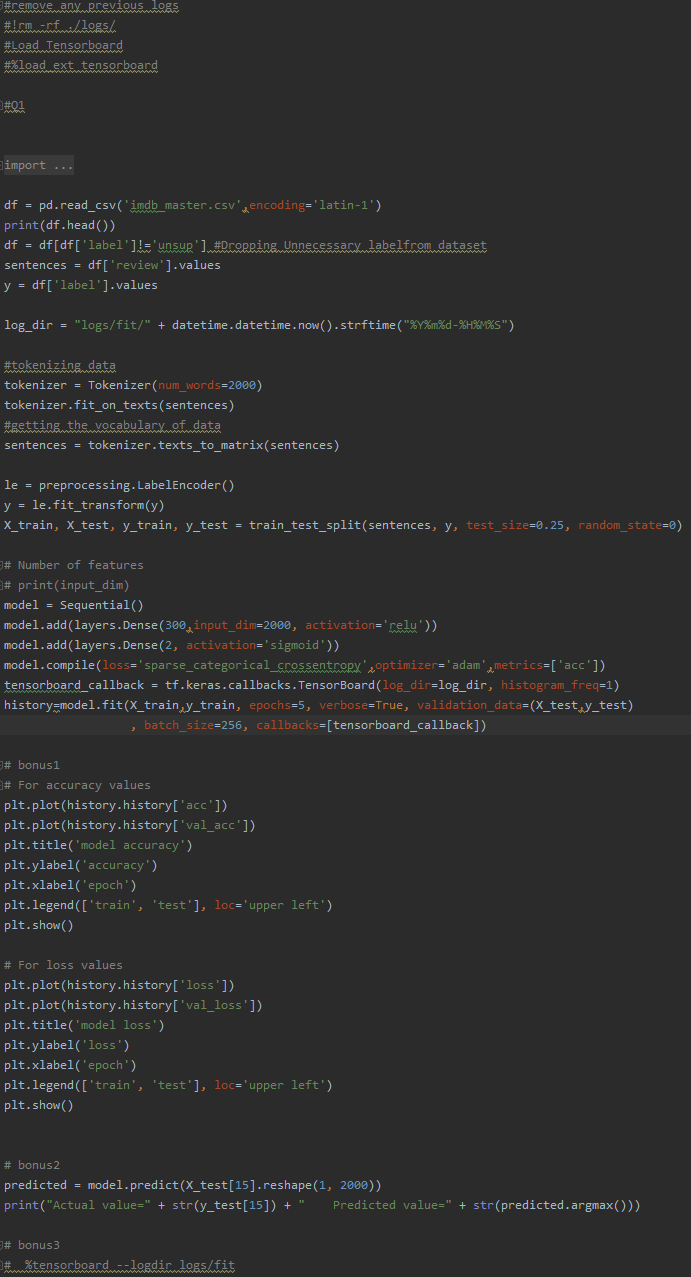 #remove any previous logs
#!rm -rf ./logs/
#Load Tensorboard
#%load_ext tensorboard
#Q1
import ...
df = pd.read_csv('imdb_master.csv',encoding='latin-1')
print(df.head())
df = df[df['label']!='unsup'] #Dropping Unnecessary labelfrom dataset
sentences = df['review'].values
y = df['label'].values
log_dir = "logs/fit/" + datetime.datetime.now().strftime("%Y%m%d-%H%M%S")
#tokenizing data
tokenizer = Tokenizer(num_words=2000)
tokenizer.fit_on_texts(sentences)
#getting the vocabulary of data
sentences = tokenizer.texts_to_matrix(sentences)
le = preprocessing.LabelEncoder()
y = le.fit_transform(y)
X_train, X_test, y_train, y_test = train_test_split(sentences, y, test_size=0.25, random_state=0)
# Number of features
# print(input_dim)
model = Sequential()
model.add(layers.Dense(300,input_dim=2000, activation='relu'))
model.add(layers.Dense(2, activation='sigmoid'))
model.compile(loss='sparse_categorical_crossentropy',optimizer='adam',metrics=['acc'])
tensorboard_callback = tf.keras.callbacks.TensorBoard(log_dir=log_dir, histogram_freq=1)
history=model.fit(X_train,y_train, epochs=5, verbose=True, validation_data=(X_test,y_test)
, batch_size=256, callbacks=[tensorboard_callback])
# bonus1
# For accuracy values
plt.plot(history.history['acc'])
plt.plot(history.history['val_acc'])
plt.title('model accuracy')
plt.ylabel('accuracy')
plt.xlabel('epoch')
plt.legend(['train', 'test'], loc='upper left')
plt.show()
# For loss values
plt.plot(history.history['loss'])
plt.plot(history.history['val_loss'])
plt.title('model loss')
plt.ylabel('loss')
plt.xlabel('epoch')
plt.legend(['train', 'test'], loc='upper left')
plt.show()
# bonus2
predicted = model.predict(X_test[15].reshape(1, 2000))
print("Actual value=" + str(y_test[15]) + "    Predicted value=" + str(predicted.argmax()))
# bonus3
#  %tensorboard --logdir logs/fit